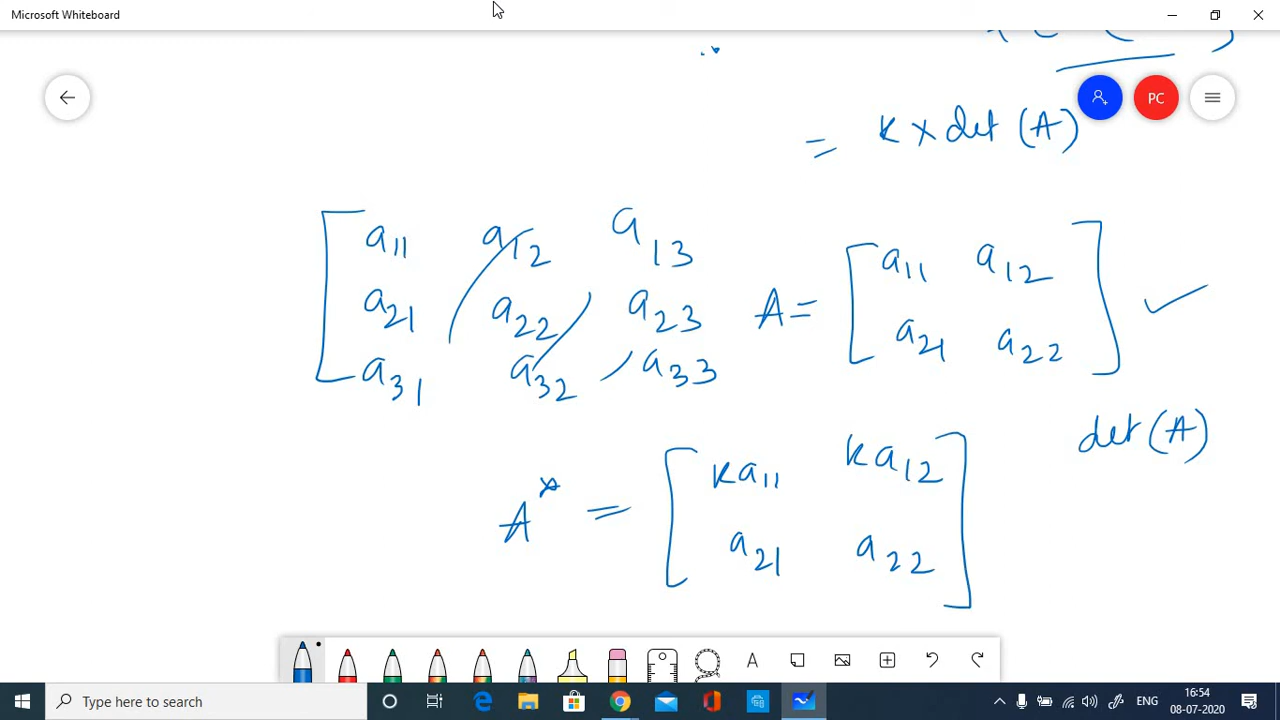 Microsoft Whiteboard
PC
= k × det (A)
a11 a12 a13
a21 a22 a23
a31 a32 a33
A = a11 a12
a21 a22
det (A)
A* = ka11 ka12
a21 a22
Type here to search
ENG
16:54
08-07-2020